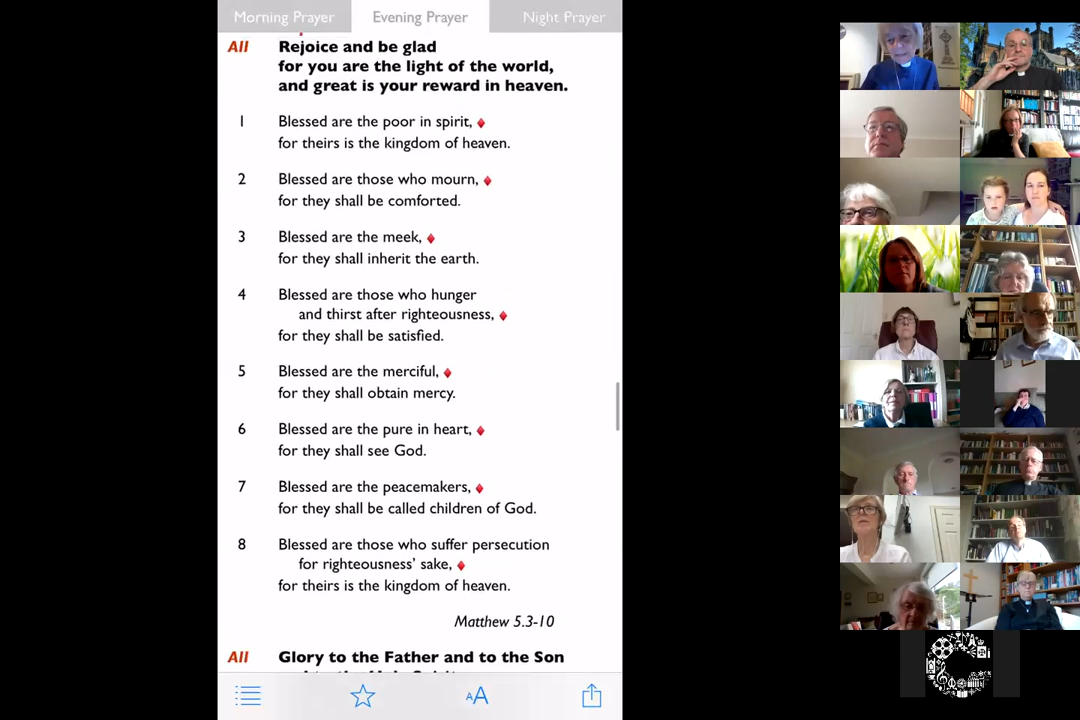 Morning Prayer
Evening Prayer
Night Prayer
All Rejoice and be glad
for you are the light of the world,
and great is your reward in heaven.
1 Blessed are the poor in spirit, ♦
for theirs is the kingdom of heaven.
2 Blessed are those who mourn, ♦
for they shall be comforted.
3 Blessed are the meek, ♦
for they shall inherit the earth.
4 Blessed are those who hunger
and thirst after righteousness, ♦
for they shall be satisfied.
5 Blessed are the merciful, ♦
for they shall obtain mercy.
6 Blessed are the pure in heart, ♦
for they shall see God.
7 Blessed are the peacemakers, ♦
for they shall be called children of God.
8 Blessed are those who suffer persecution
for righteousness’ sake, ♦
for theirs is the kingdom of heaven.
Matthew 5.3-10
All Glory to the Father and to the Son
AA